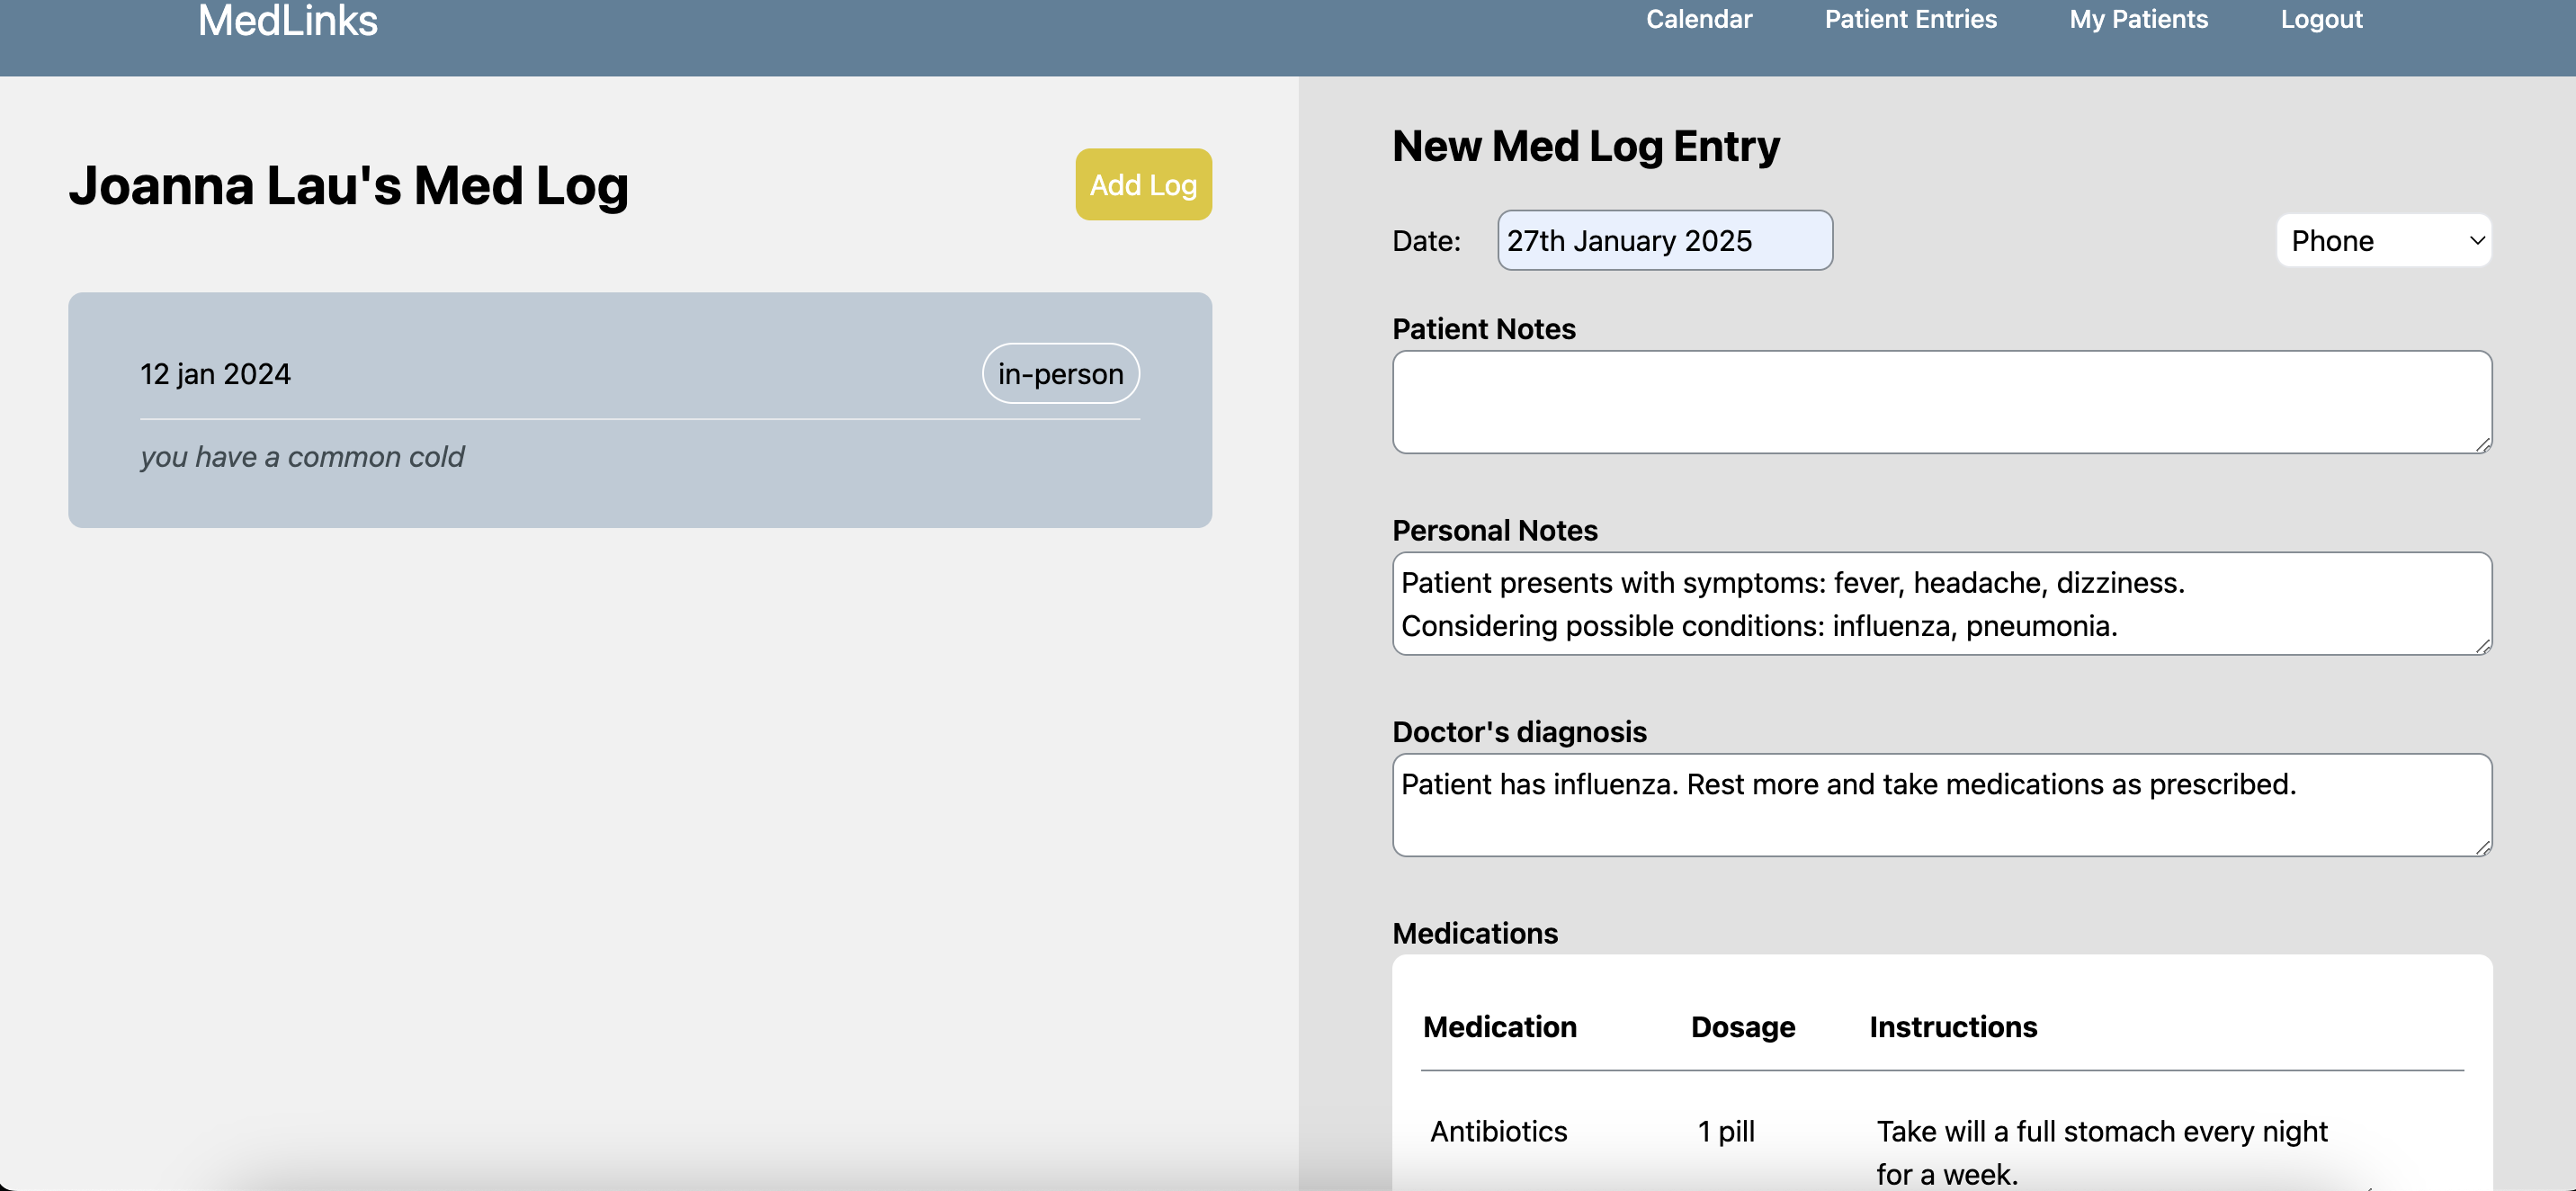 MedLinks
Calendar
Patient Entries
My Patients
Logout
Joanna Lau's Med Log
Add Log
12 jan 2024
in-person
you have a common cold
New Med Log Entry
Date:
27th January 2025
Phone
Patient Notes
Personal Notes
Patient presents with symptoms: fever, headache, dizziness.
Considering possible conditions: influenza, pneumonia.
Doctor's diagnosis
Patient has influenza. Rest more and take medications as prescribed.
Medications
Medication
Dosage
Instructions
Antibiotics
1 pill
Take will a full stomach every night
for a week.